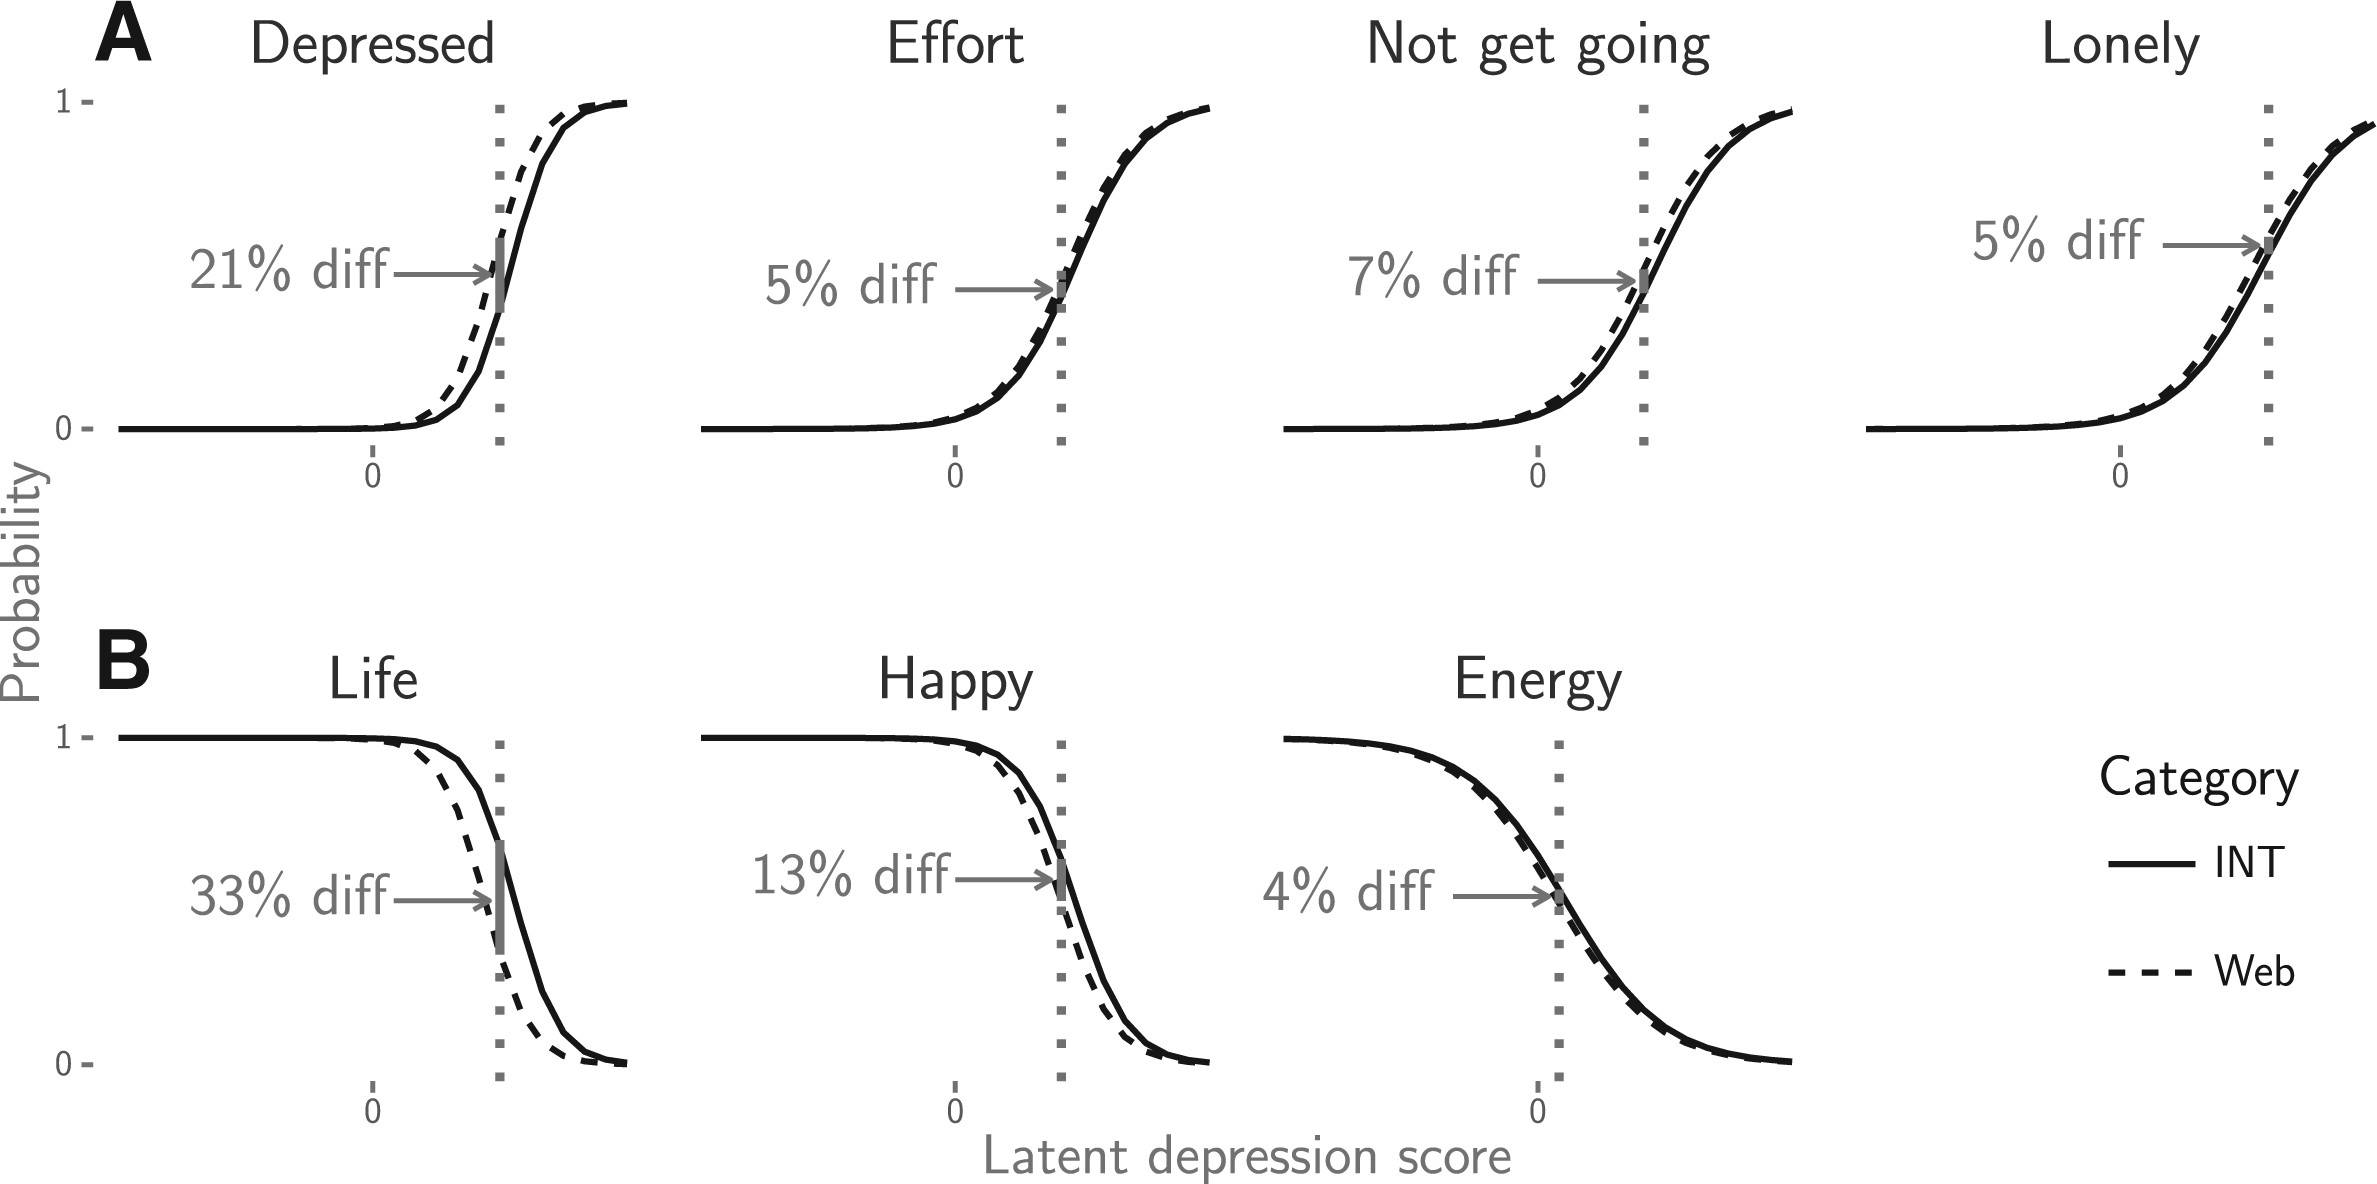 A
Depressed
Effort
Not get going
Lonely
1
21% diff
5% diff
7% diff
5% diff
0
0
0
0
0
Probability
B
Life
Happy
Energy
1
33% diff
13% diff
4% diff
0
0
0
0
Latent depression score
Category
INT
Web